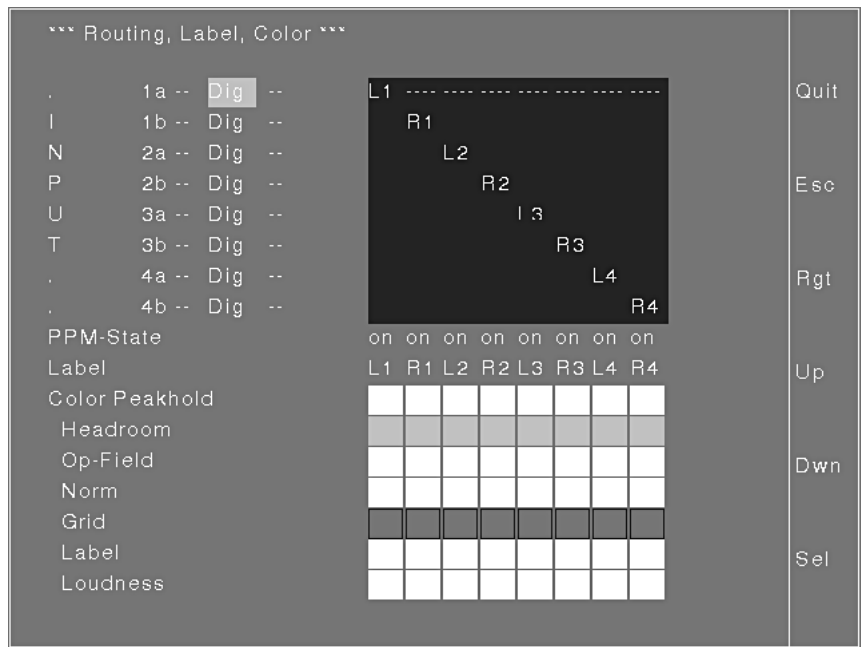 *** Routing, Label, Color ***
. 1a -- Dig -- L1 ---- ---- ---- ---- ---- ---- ---- Quit
I 1b -- Dig -- R1
N 2a -- Dig -- L2
P 2b -- Dig -- R2 Esc
U 3a -- Dig -- L3
T 3b -- Dig -- R3
. 4a -- Dig -- L4 Rgt
. 4b -- Dig -- R4
PPM-State on on on on on on on on
Label L1 R1 L2 R2 L3 R3 L4 R4 Up
Color Peakhold
Headroom
Op-Field Dwn
Norm
Grid
Label Sel
Loudness